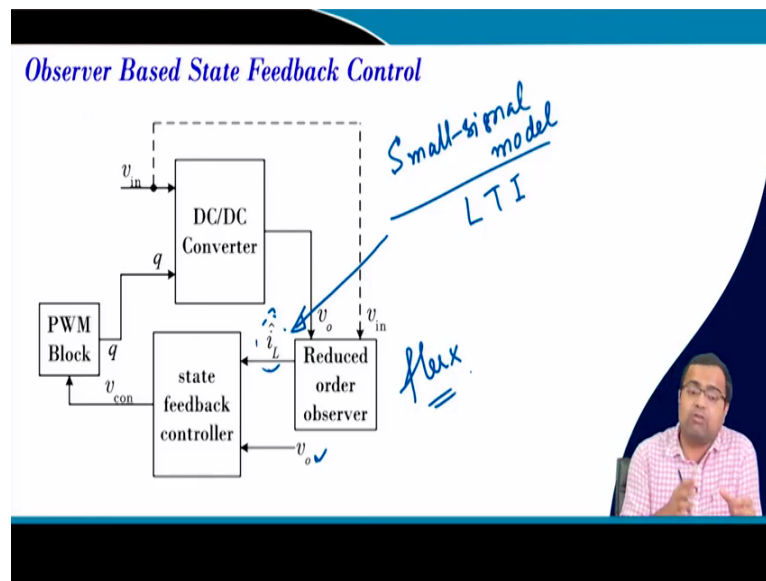 Observer Based State Feedback Control
Small-signal
model
LTI
v_in
DC/DC
Converter
q
PWM
Block
q
v_con
state
feedback
controller
î_L
v_o
v_in
Reduced
order
observer
flux
v_o